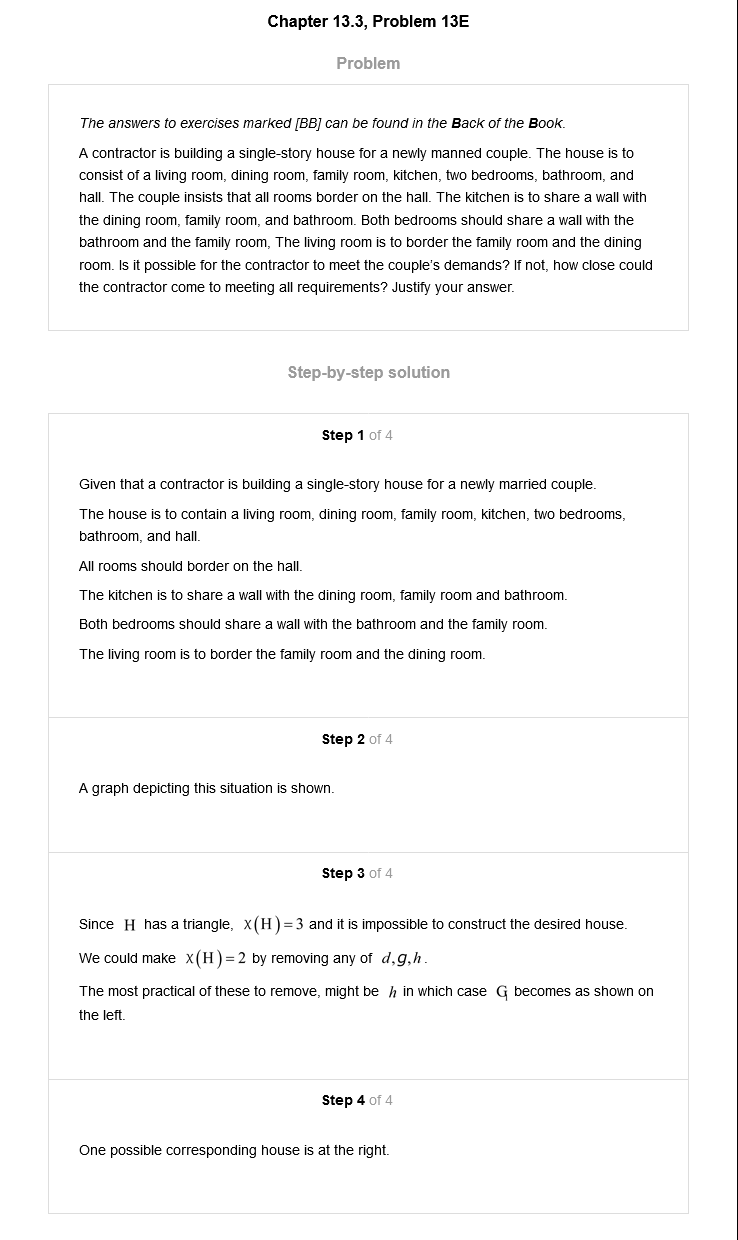 Chapter 13.3, Problem 13E
Problem
The answers to exercises marked [BB] can be found in the Back of the Book.
A contractor is building a single-story house for a newly manned couple. The house is to
consist of a living room, dining room, family room, kitchen, two bedrooms, bathroom, and
hall. The couple insists that all rooms border on the hall. The kitchen is to share a wall with
the dining room, family room, and bathroom. Both bedrooms should share a wall with the
bathroom and the family room, The living room is to border the family room and the dining
room. Is it possible for the contractor to meet the couple's demands? If not, how close could
the contractor come to meeting all requirements? Justify your answer.
Step-by-step solution
Step 1 of 4
Given that a contractor is building a single-story house for a newly married couple.
The house is to contain a living room, dining room, family room, kitchen, two bedrooms,
bathroom, and hall.
All rooms should border on the hall.
The kitchen is to share a wall with the dining room, family room and bathroom.
Both bedrooms should share a wall with the bathroom and the family room.
The living room is to border the family room and the dining room.
Step 2 of 4
A graph depicting this situation is shown.
Step 3 of 4
Since H has a triangle, χ(H)=3 and it is impossible to construct the desired house.
We could make χ(H)=2 by removing any of d,g,h.
The most practical of these to remove, might be h in which case G becomes as shown on
the left.
Step 4 of 4
One possible corresponding house is at the right.